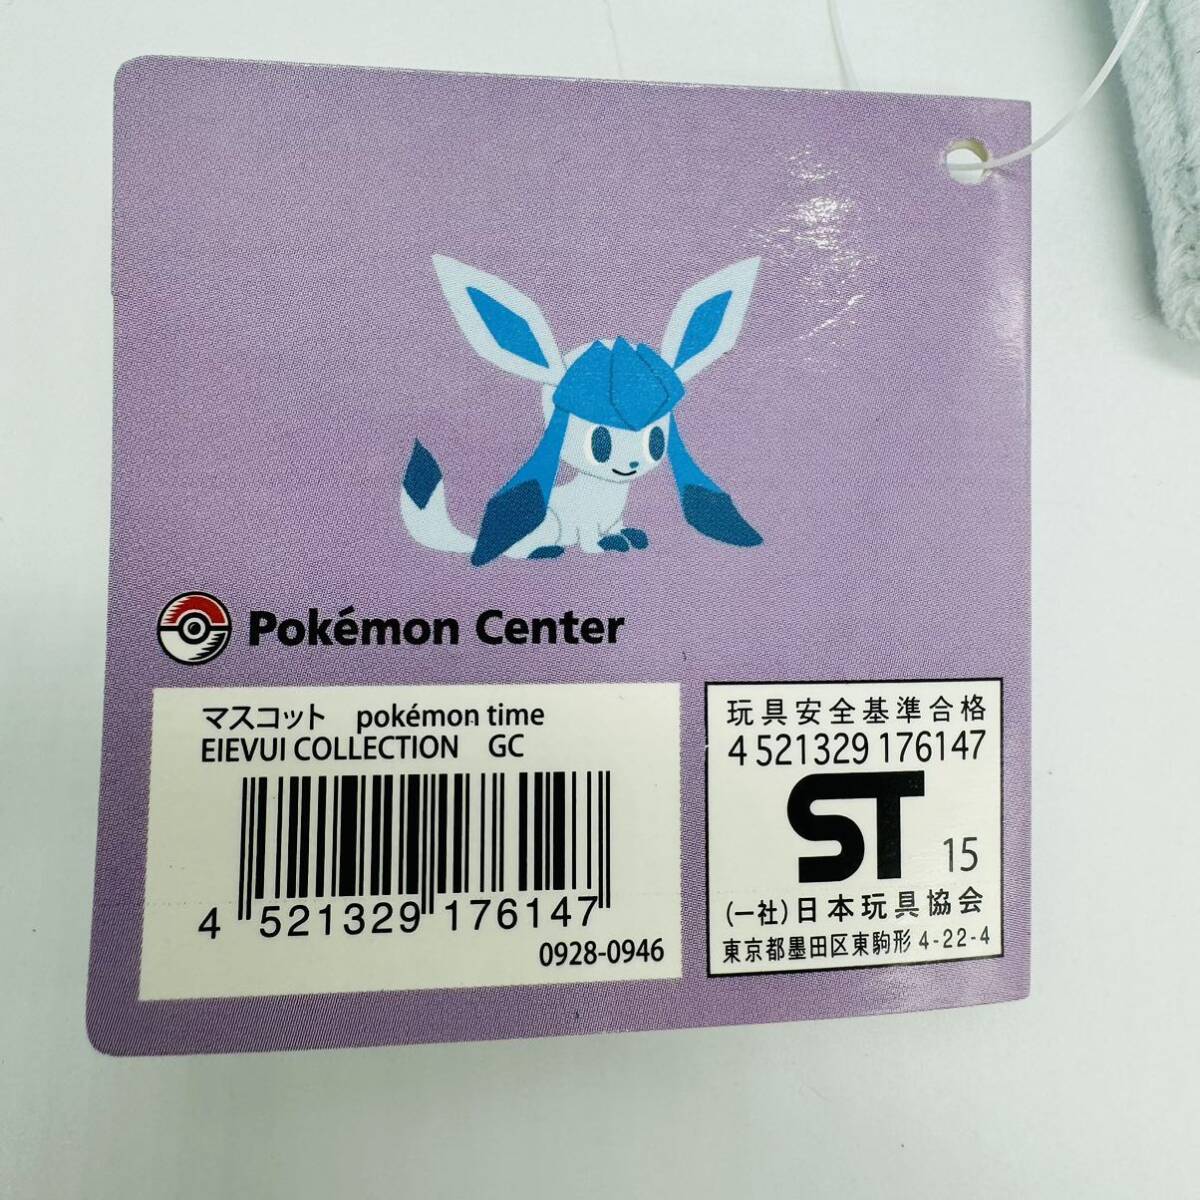 Pokémon Center
マスコット　pokémon time
EIEVUI COLLECTION　GC
4 521329 176147
0928-0946
玩具安全基準合格
4 521329 176147
ST 15
(一社)日本玩具協会
東京都墨田区東駒形 4-22-4